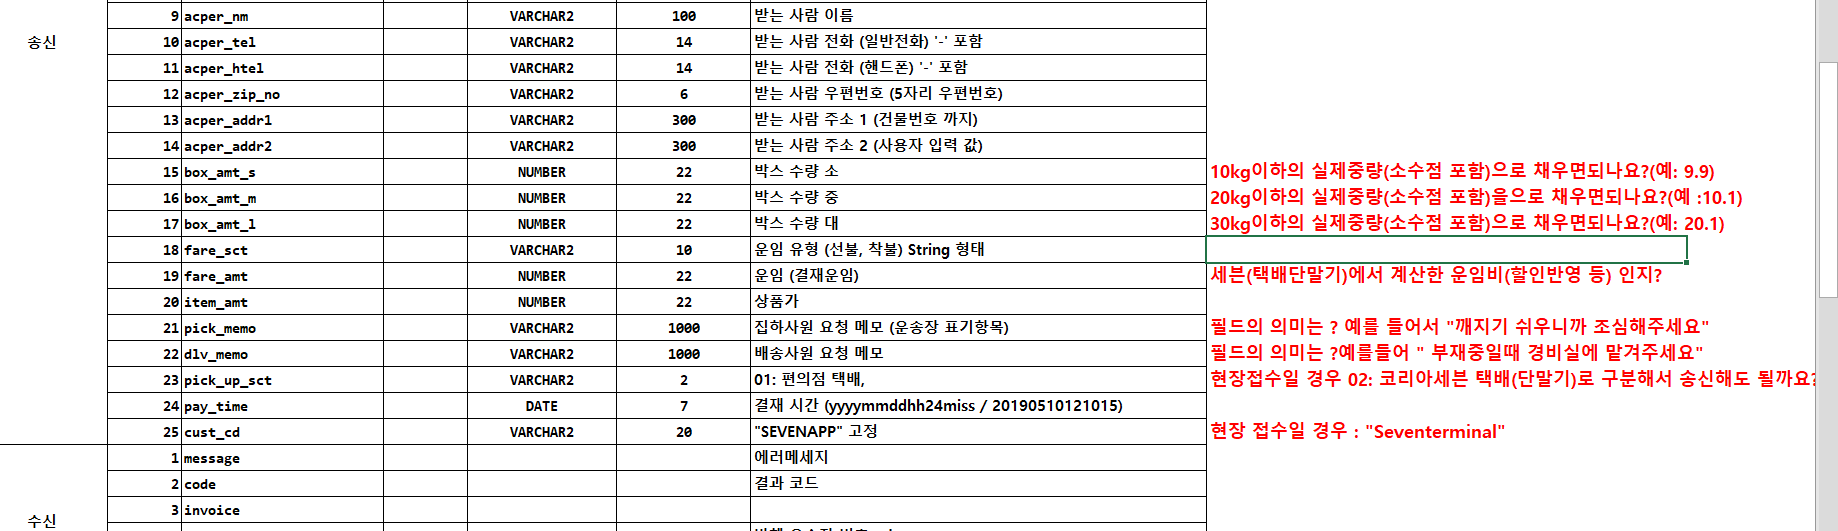 9 acper_nm VARCHAR2 100 받는 사람 이름
송신 10 acper_tel VARCHAR2 14 받는 사람 전화 (일반전화) '-' 포함
11 acper_htel VARCHAR2 14 받는 사람 전화 (핸드폰) '-' 포함
12 acper_zip_no VARCHAR2 6 받는 사람 우편번호 (5자리 우편번호)
13 acper_addr1 VARCHAR2 300 받는 사람 주소 1 (건물번호 까지)
14 acper_addr2 VARCHAR2 300 받는 사람 주소 2 (사용자 입력 값)
15 box_amt_s NUMBER 22 박스 수량 소 10kg이하의 실제중량(소수점 포함)으로 채우면되나요?(예: 9.9)
16 box_amt_m NUMBER 22 박스 수량 중 20kg이하의 실제중량(소수점 포함)을으로 채우면되나요?(예 :10.1)
17 box_amt_l NUMBER 22 박스 수량 대 30kg이하의 실제중량(소수점 포함)으로 채우면되나요?(예: 20.1)
18 fare_sct VARCHAR2 10 운임 유형 (선불, 착불) String 형태
19 fare_amt NUMBER 22 운임 (결재운임) 세븐(택배단말기)에서 계산한 운임비(할인반영 등) 인지?
20 item_amt NUMBER 22 상품가
21 pick_memo VARCHAR2 1000 집하사원 요청 메모 (운송장 표기항목) 필드의 의미는 ? 예를 들어서 "깨지기 쉬우니까 조심해주세요"
22 dlv_memo VARCHAR2 1000 배송사원 요청 메모 필드의 의미는 ?예를들어 " 부재중일때 경비실에 맡겨주세요"
23 pick_up_sct VARCHAR2 2 01: 편의점 택배, 현장접수일 경우 02: 코리아세븐 택배(단말기)로 구분해서 송신해도 될까요?
24 pay_time DATE 7 결재 시간 (yyyymmddhh24miss / 20190510121015)
25 cust_cd VARCHAR2 20 "SEVENAPP" 고정 현장 접수일 경우 : "Seventerminal"
1 message 에러메세지
2 code 결과 코드
3 invoice
수신